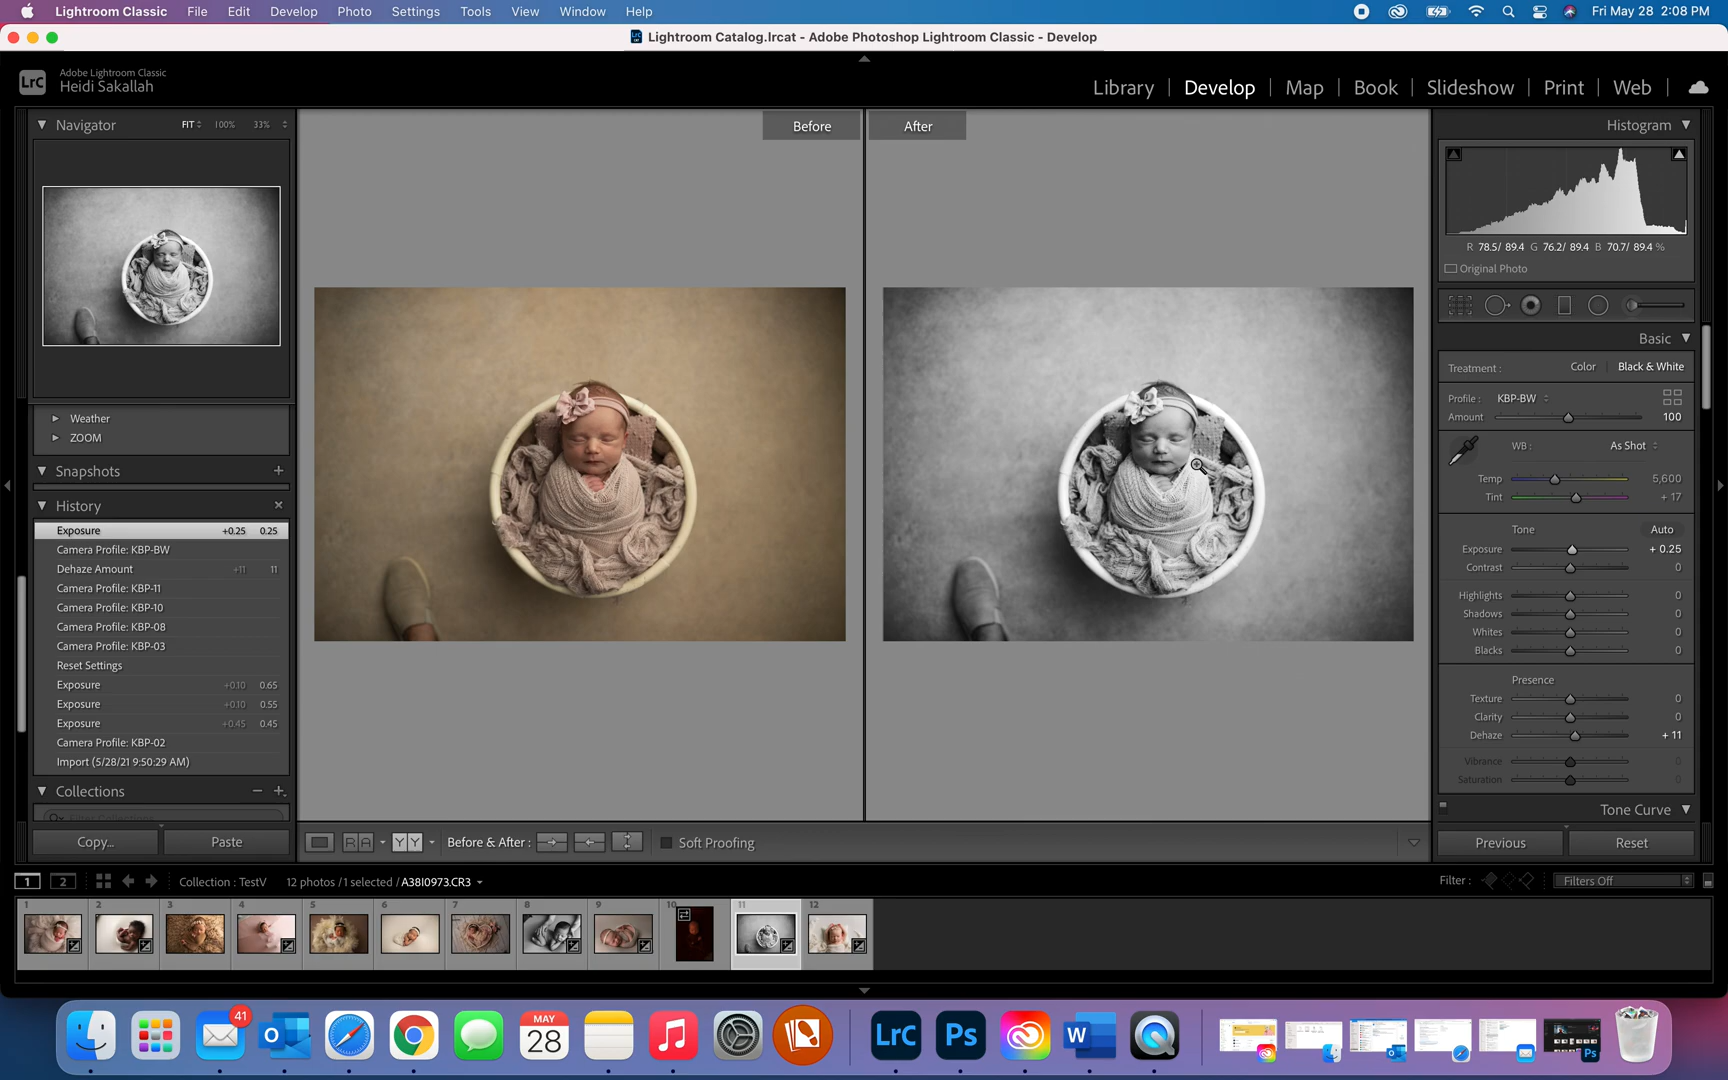 Lightroom Classic File Edit Develop Photo Settings Tools View Window Help Fri May 28 2:08 PM
Lightroom Catalog.lrcat - Adobe Photoshop Lightroom Classic - Develop
LrC Adobe Lightroom Classic
Heidi Sakallah
Library | Develop | Map | Book | Slideshow | Print | Web
Navigator FIT 100% 33%
Weather
ZOOM
Snapshots +
History ×
Exposure +0.25 0.25
Camera Profile: KBP-BW
Dehaze Amount +11 11
Camera Profile: KBP-11
Camera Profile: KBP-10
Camera Profile: KBP-08
Camera Profile: KBP-03
Reset Settings
Exposure +0.10 0.65
Exposure +0.10 0.55
Exposure +0.45 0.45
Camera Profile: KBP-02
Import (5/28/21 9:50:29 AM)
Collections − +
Filter Collections
Copy... Paste
Before After
Histogram
R 78.5/ 89.4 G 76.2/ 89.4 B 70.7/ 89.4 %
Original Photo
Basic
Treatment : Color | Black & White
Profile : KBP-BW
Amount 100
WB : As Shot
Temp 5,600
Tint + 17
Tone Auto
Exposure + 0.25
Contrast 0
Highlights 0
Shadows 0
Whites 0
Blacks 0
Presence
Texture 0
Clarity 0
Dehaze + 11
Vibrance 0
Saturation 0
Tone Curve
Previous Reset
R A Y Y Before & After : Soft Proofing
1 2 Collection : TestV 12 photos / 1 selected / A38I0973.CR3 Filter : Filters Off
1 2 3 4 5 6 7 8 9 10 11 12
41
MAY
28
LrC Ps W
Ps